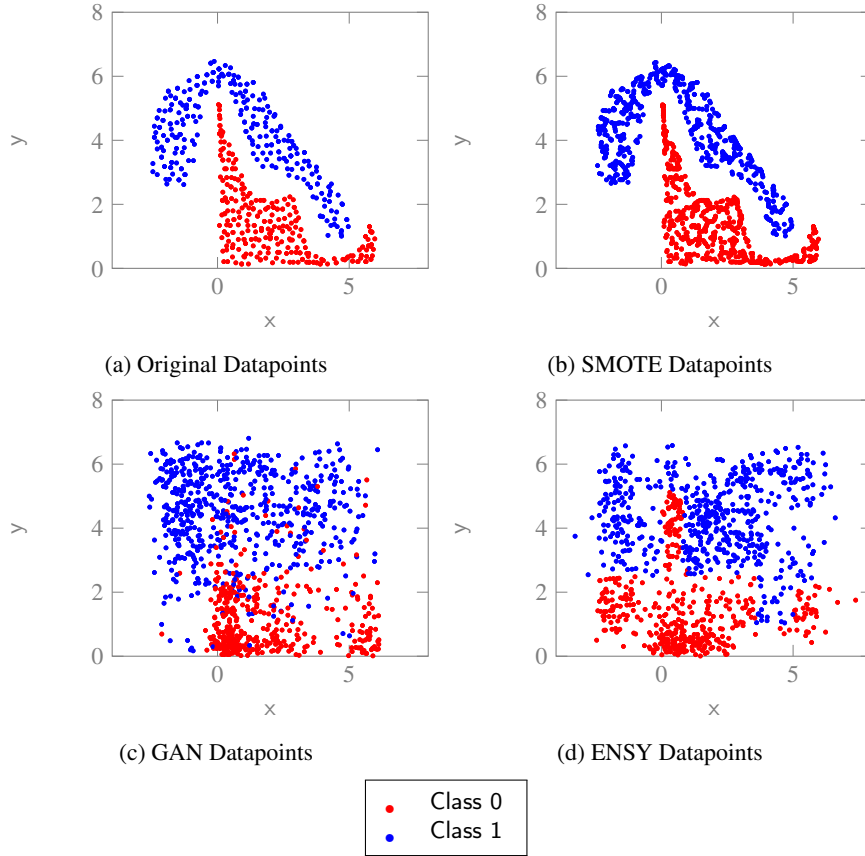 8
6
4
2
0
0
5
y
x
(a) Original Datapoints
8
6
4
2
0
0
5
y
x
(b) SMOTE Datapoints
8
6
4
2
0
0
5
y
x
(c) GAN Datapoints
8
6
4
2
0
0
5
y
x
(d) ENSY Datapoints
Class 0
Class 1